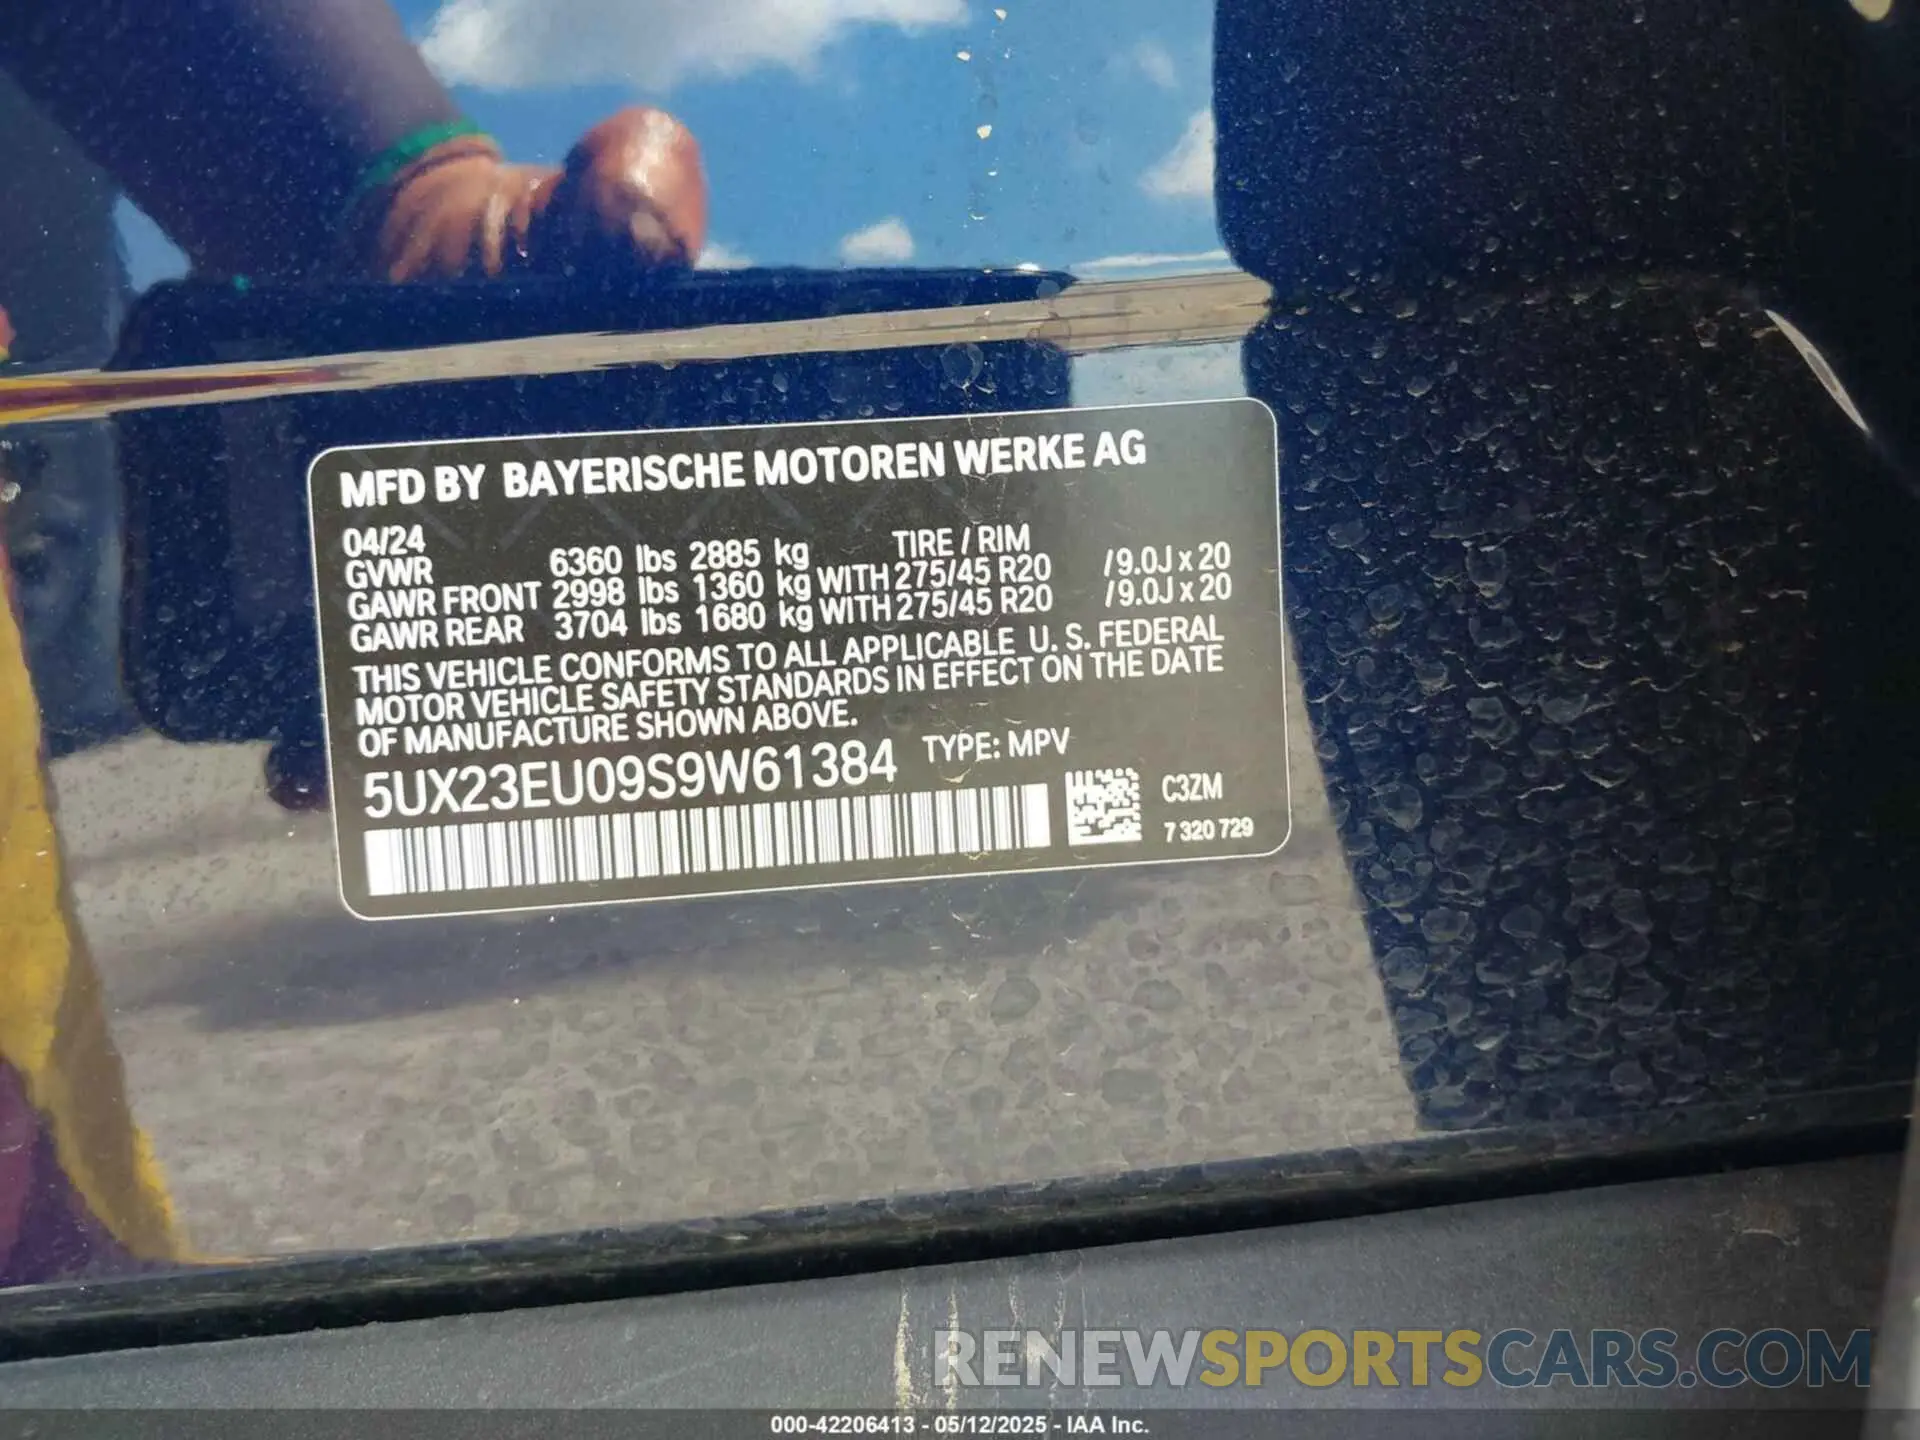 MFD BY BAYERISCHE MOTOREN WERKE AG
04/24 TIRE / RIM
GVWR 6360 lbs 2885 kg
GAWR FRONT 2998 lbs 1360 kg WITH 275/45 R20 /9.0J x 20
GAWR REAR 3704 lbs 1680 kg WITH 275/45 R20 /9.0J x 20
THIS VEHICLE CONFORMS TO ALL APPLICABLE U. S. FEDERAL
MOTOR VEHICLE SAFETY STANDARDS IN EFFECT ON THE DATE
OF MANUFACTURE SHOWN ABOVE.
5UX23EU09S9W61384 TYPE: MPV
C3ZM
7 320 729
RENEWSPORTSCARS.COM
000-42206413 - 05/12/2025 - IAA Inc.